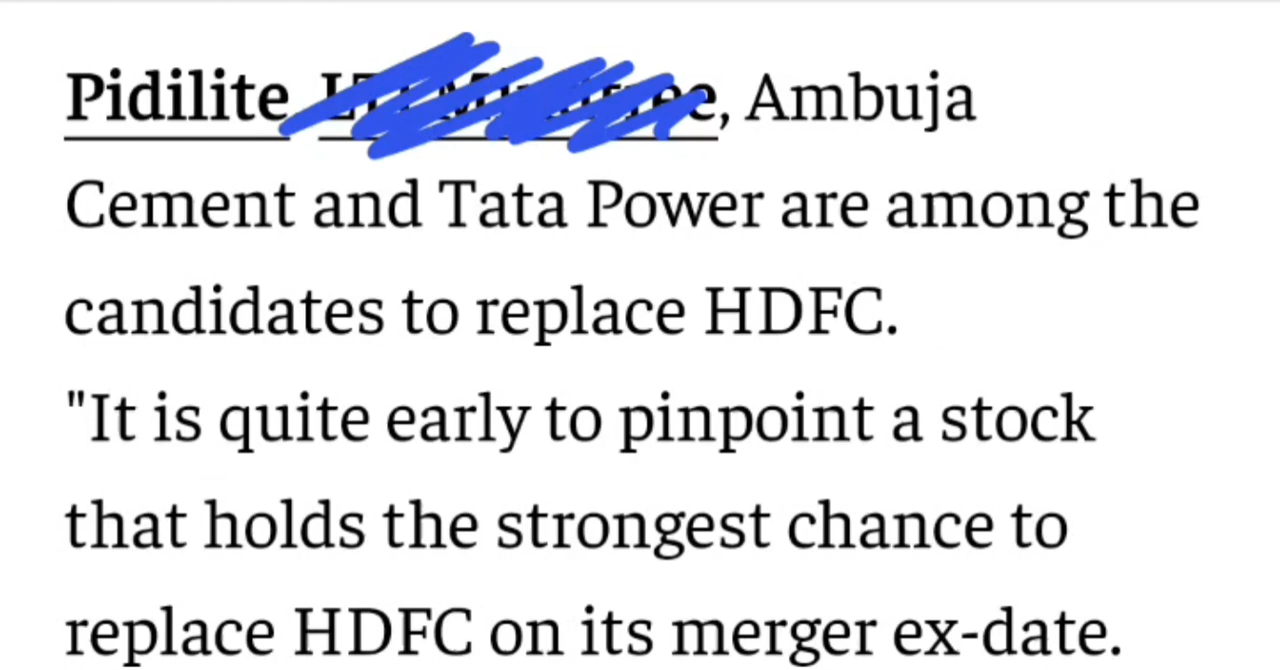 Pidilite, Ambuja
Cement and Tata Power are among the
candidates to replace HDFC.
"It is quite early to pinpoint a stock
that holds the strongest chance to
replace HDFC on its merger ex-date.